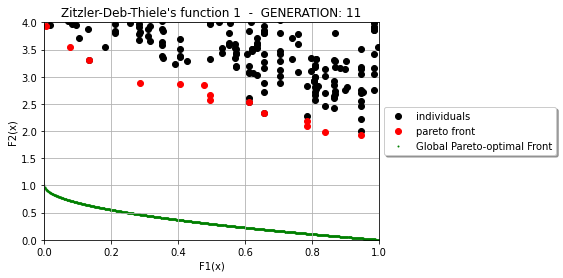 Zitzler-Deb-Thiele's function 1 - GENERATION: 11
F2(x)
4.0
3.5
3.0
2.5
2.0
1.5
1.0
0.5
0.0
0.0 0.2 0.4 0.6 0.8 1.0
F1(x)
individuals
pareto front
Global Pareto-optimal Front